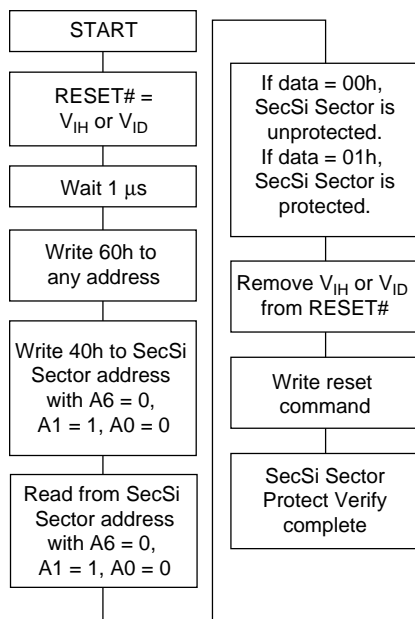 START
RESET# =
V_IH or V_ID
Wait 1 μs
Write 60h to
any address
Write 40h to SecSi
Sector address
with A6 = 0,
A1 = 1, A0 = 0
Read from SecSi
Sector address
with A6 = 0,
A1 = 1, A0 = 0
If data = 00h,
SecSi Sector is
unprotected.
If data = 01h,
SecSi Sector is
protected.
Remove V_IH or V_ID
from RESET#
Write reset
command
SecSi Sector
Protect Verify
complete